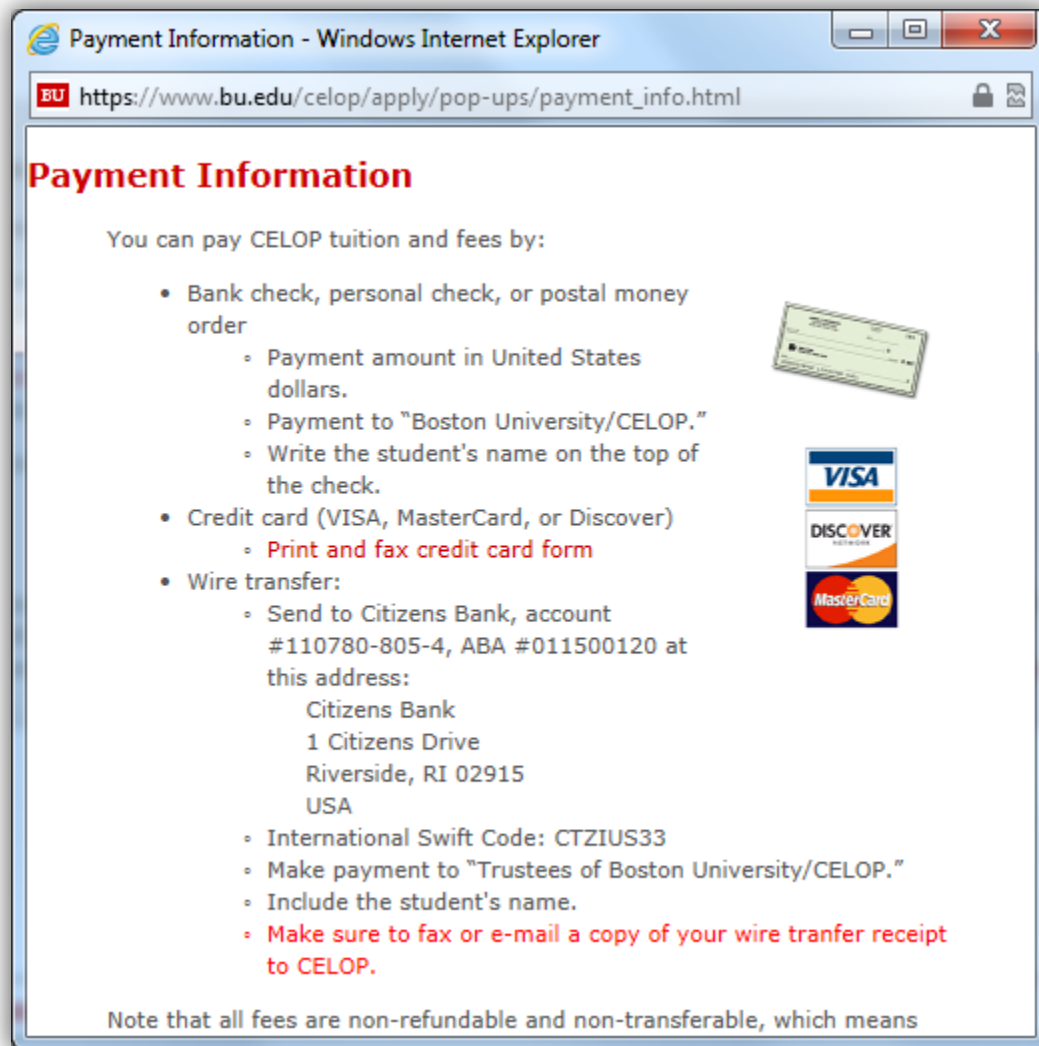 Payment Information - Windows Internet Explorer
BU https://www.bu.edu/celop/apply/pop-ups/payment_info.html
Payment Information
You can pay CELOP tuition and fees by:
• Bank check, personal check, or postal money
order
◦ Payment amount in United States
dollars.
◦ Payment to “Boston University/CELOP.”
◦ Write the student's name on the top of
the check.
VISA
• Credit card (VISA, MasterCard, or Discover)
DISCOVER
NETWORK
◦ Print and fax credit card form
• Wire transfer:
MasterCard
◦ Send to Citizens Bank, account
#110780-805-4, ABA #011500120 at
this address:
Citizens Bank
1 Citizens Drive
Riverside, RI 02915
USA
◦ International Swift Code: CTZIUS33
◦ Make payment to “Trustees of Boston University/CELOP.”
◦ Include the student's name.
◦ Make sure to fax or e-mail a copy of your wire tranfer receipt
to CELOP.
Note that all fees are non-refundable and non-transferable, which means